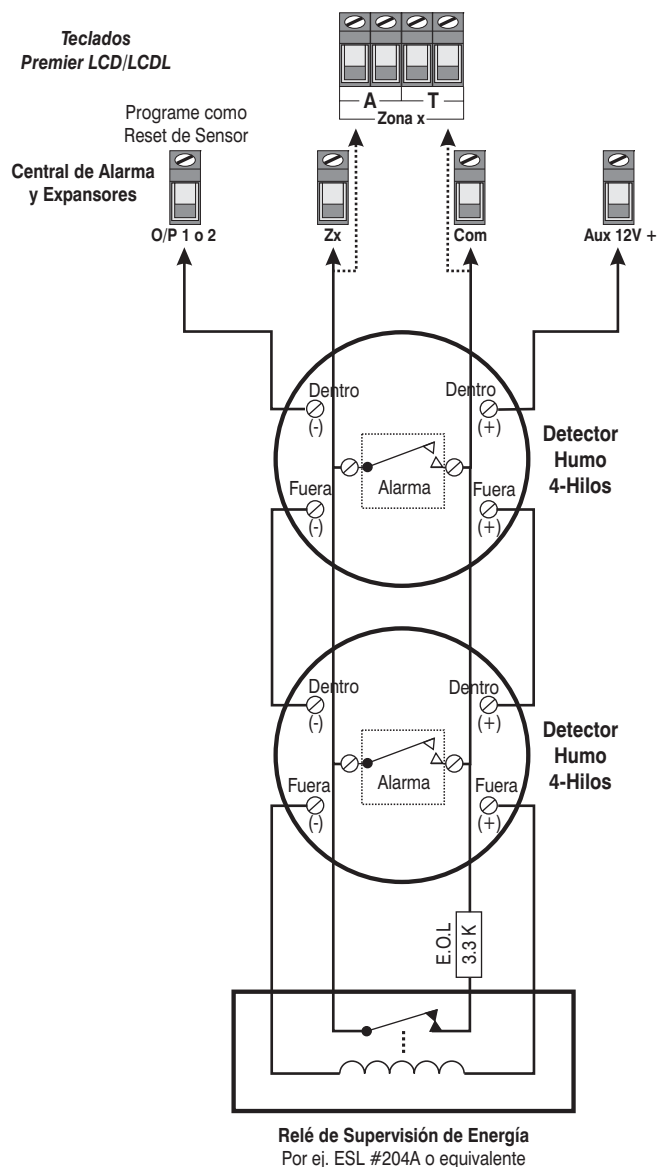 Teclados
Premier LCD/LCDL
A T
Zona x
Programe como
Reset de Sensor
Central de Alarma
y Expansores
O/P 1 o 2
Zx
Com
Aux 12V +
Dentro
(-)
Dentro
(+)
Detector
Humo
4-Hilos
Alarma
Fuera
(-)
Fuera
(+)
Dentro
(-)
Dentro
(+)
Detector
Humo
4-Hilos
Alarma
Fuera
(-)
Fuera
(+)
E.O.L
3.3 K
Relé de Supervisión de Energía
Por ej. ESL #204A o equivalente